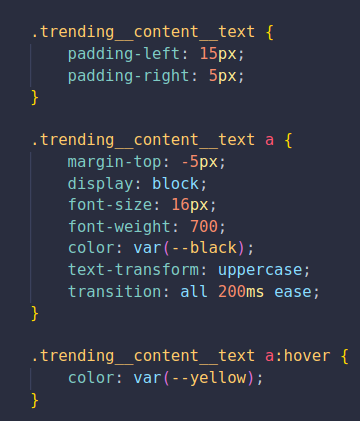 .trending__content__text {
    padding-left: 15px;
    padding-right: 5px;
}

.trending__content__text a {
    margin-top: -5px;
    display: block;
    font-size: 16px;
    font-weight: 700;
    color: var(--black);
    text-transform: uppercase;
    transition: all 200ms ease;
}

.trending__content__text a:hover {
    color: var(--yellow);
}